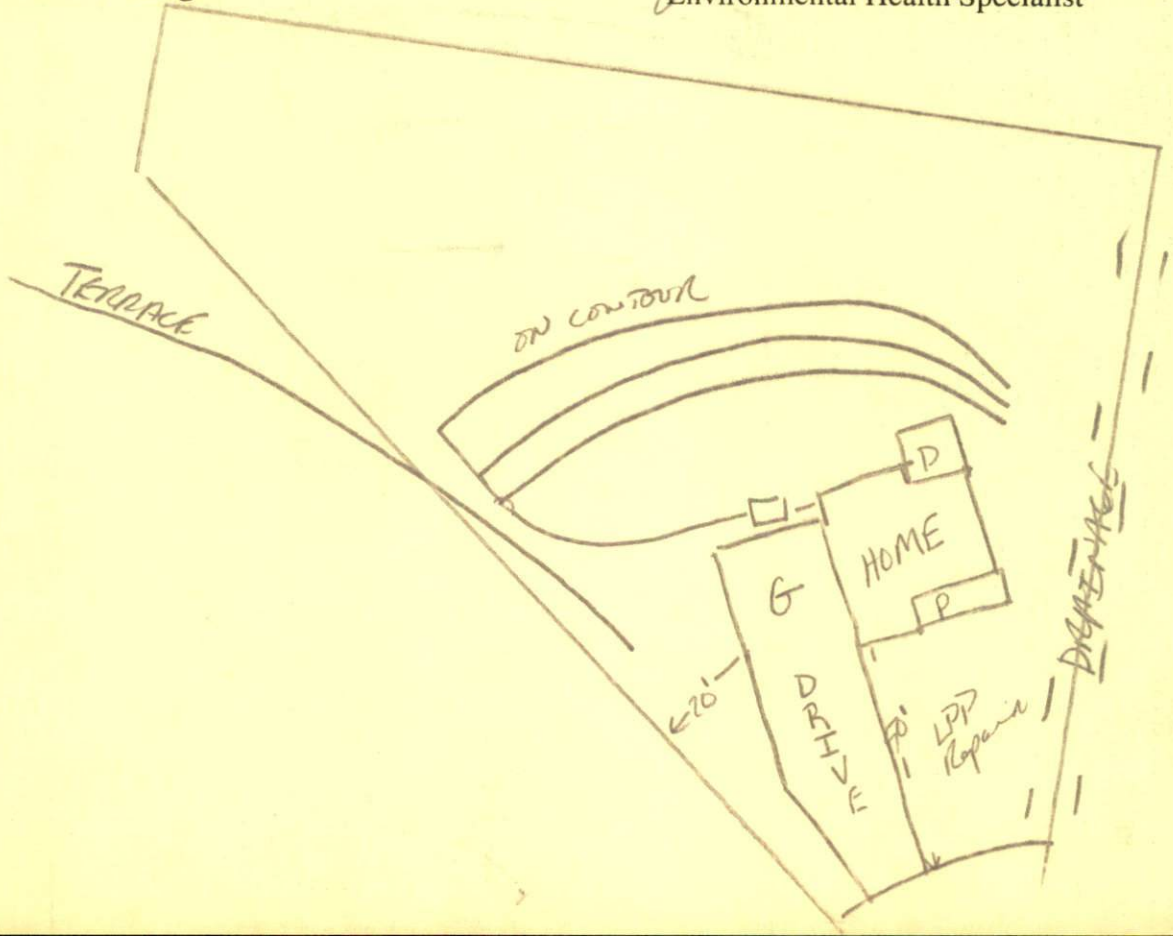 Environmental Health Specialist
TERRACE
ON CONTOUR
D
HOME
G
P
DRAINAGE
DRIVE
20'
LPP
Repair